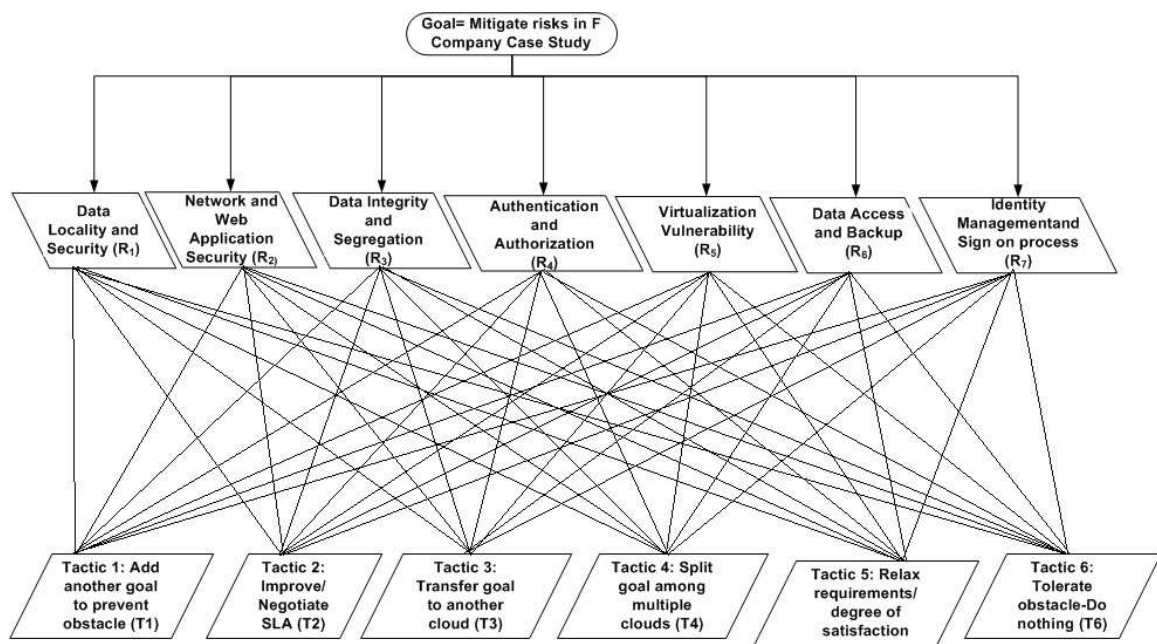 Goal= Mitigate risks in F
Company Case Study
Data
Locality and
Security (R₁)
Network and
Web
Application
Security (R₂)
Data Integrity
and
Segregation
(R₃)
Authentication
and
Authorization
(R₄)
Virtualization
Vulnerability
(R₅)
Data Access
and Backup
(R₆)
Identity
Managementand
Sign on process
(R₇)
Tactic 1: Add
another goal
to prevent
obstacle (T1)
Tactic 2:
Improve/
Negotiate
SLA (T2)
Tactic 3:
Transfer goal
to another
cloud (T3)
Tactic 4: Split
goal among
multiple
clouds (T4)
Tactic 5: Relax
requirements/
degree of
satisfaction
Tactic 6:
Tolerate
obstacle-Do
nothing (T6)